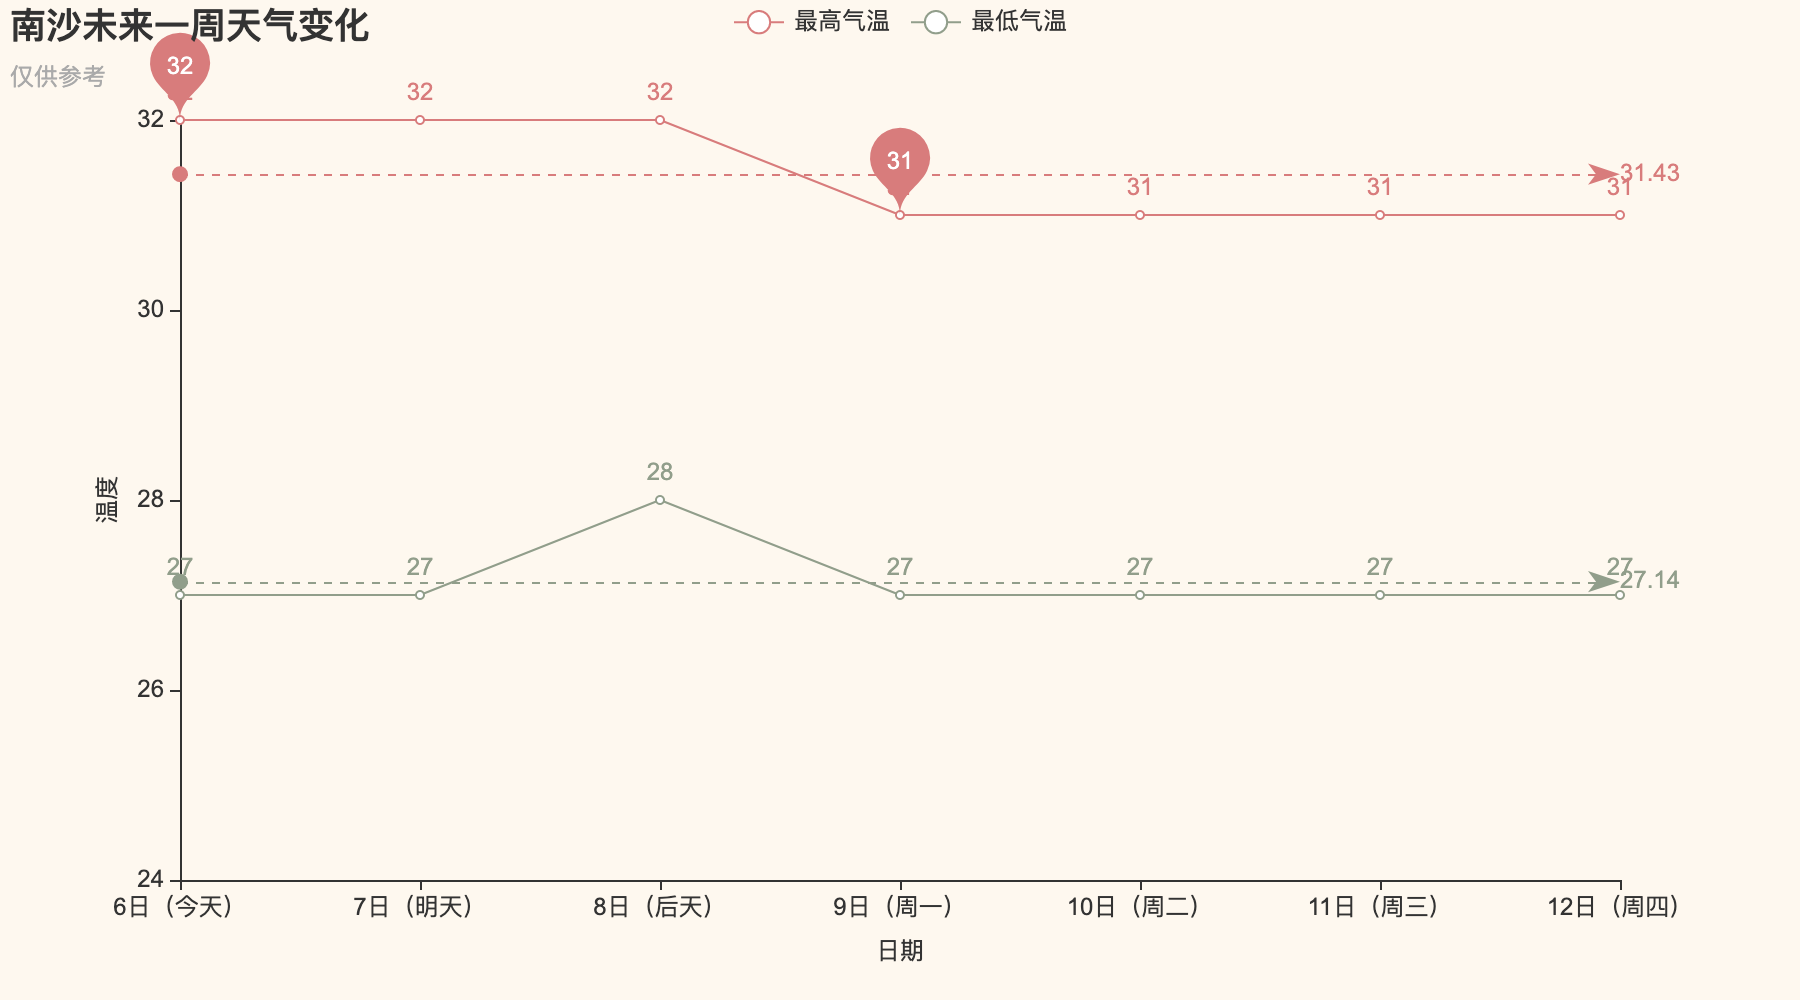 南沙未来一周天气变化
仅供参考
最高气温 最低气温
32
32 32
32
31
31.43
31 31 31
30
28
28
温度
27 27 27 27 27 27
27.14
26
24
6日（今天） 7日（明天） 8日（后天） 9日（周一） 10日（周二） 11日（周三） 12日（周四）
日期